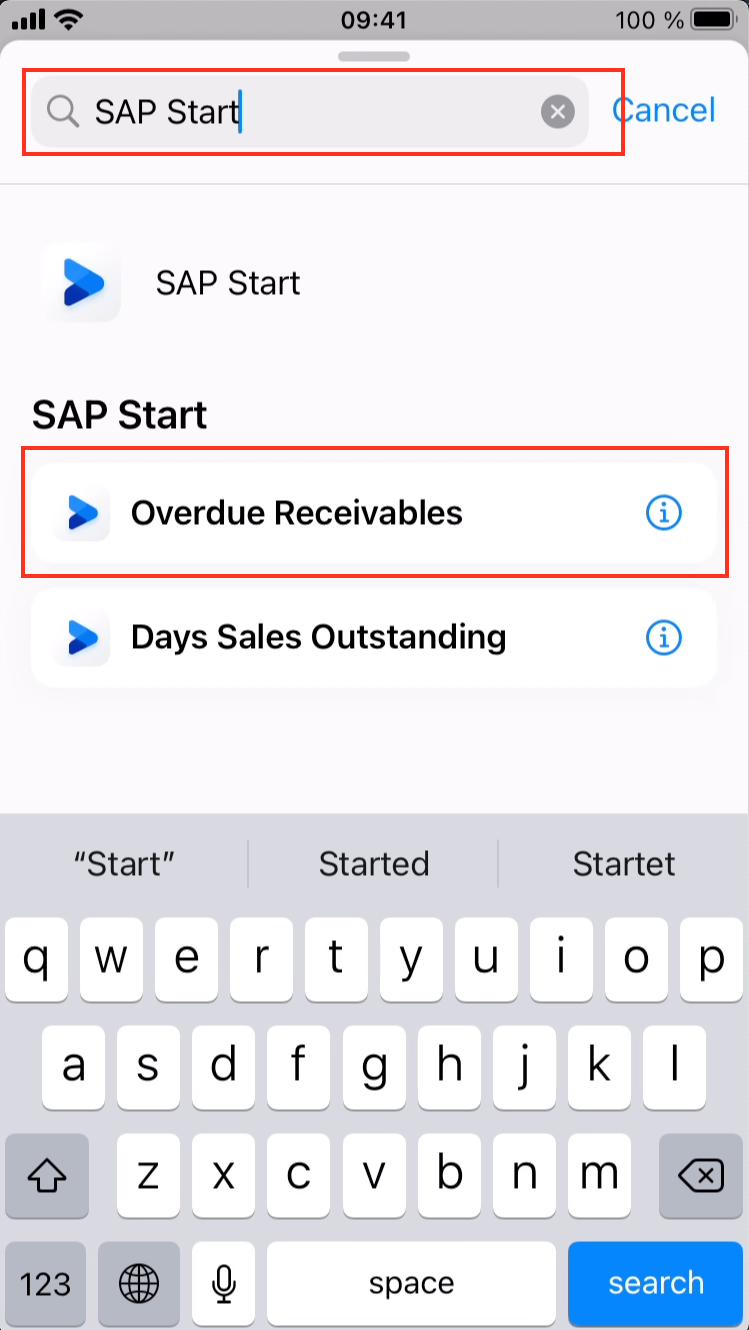 09:41 100 %
SAP Start Cancel
SAP Start
SAP Start
Overdue Receivables
Days Sales Outstanding
“Start” Started Startet
q w e r t y u i o p
a s d f g h j k l
z x c v b n m
123 space search